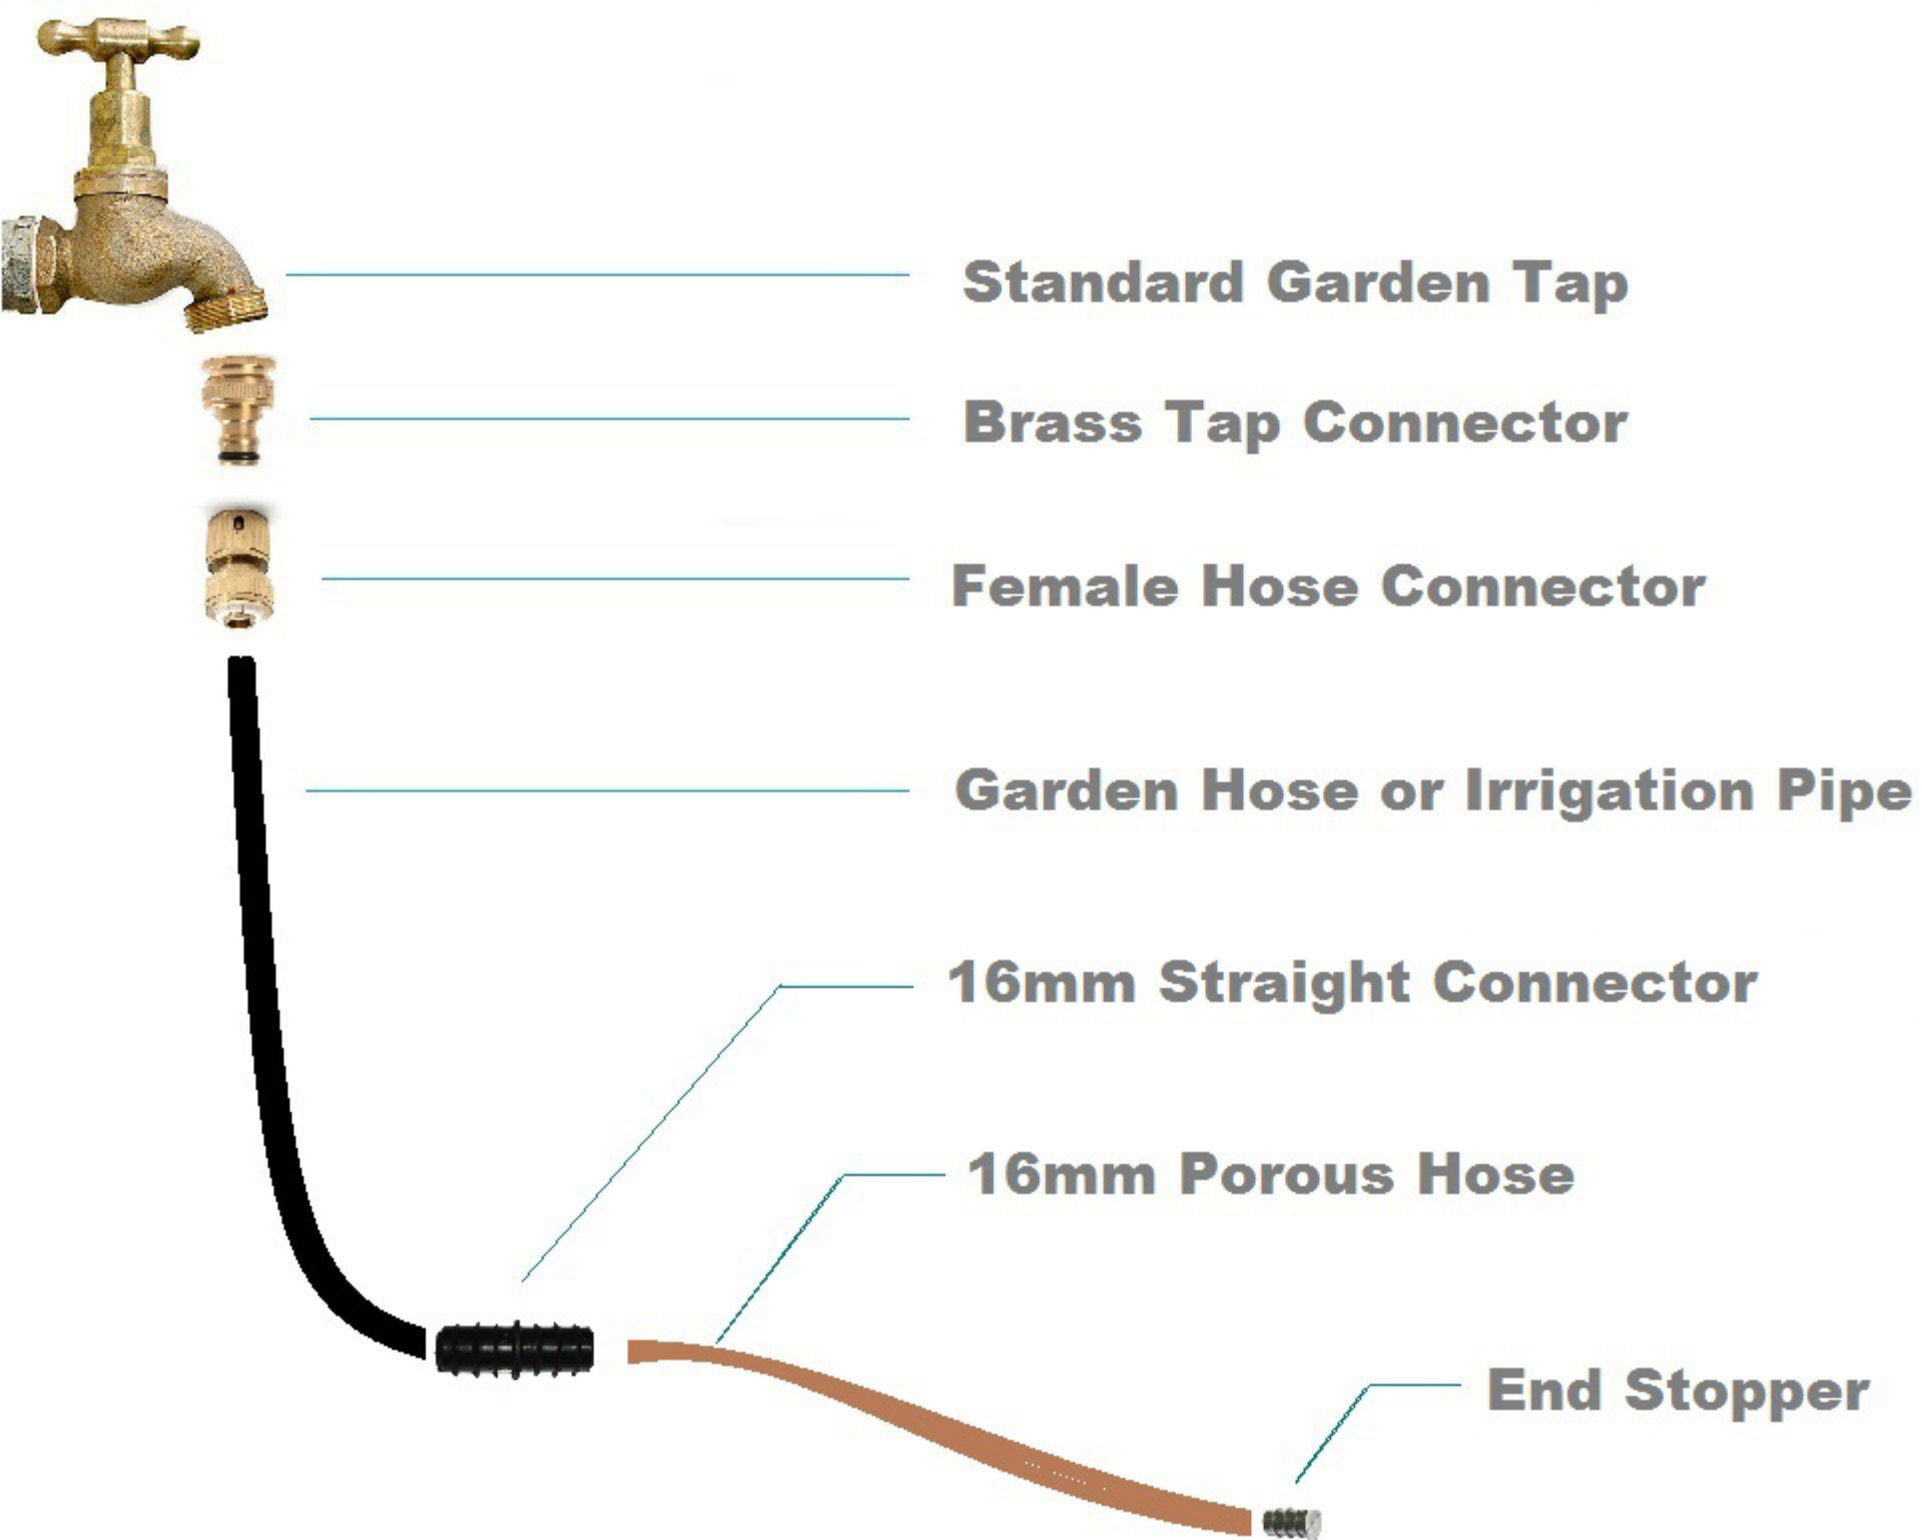 Standard Garden Tap
Brass Tap Connector
Female Hose Connector
Garden Hose or Irrigation Pipe
16mm Straight Connector
16mm Porous Hose
End Stopper